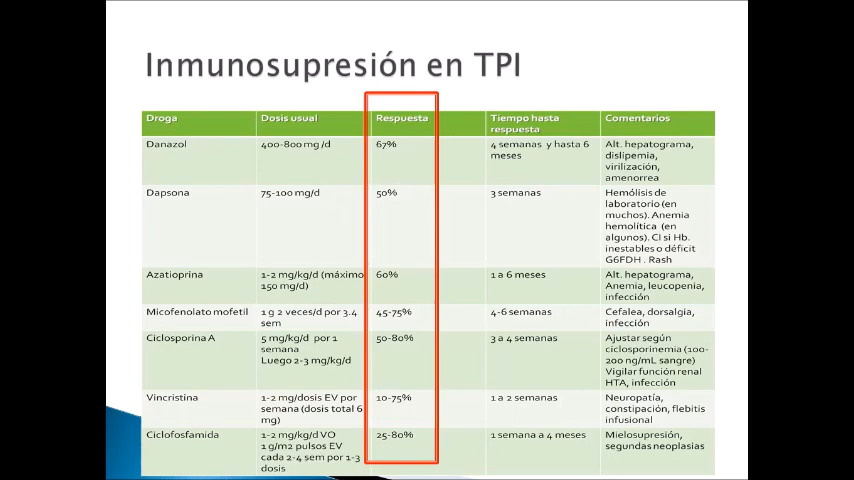 Inmunosupresión en TPI
Droga
Dosis usual
Respuesta
Tiempo hasta
respuesta
Comentarios
Danazol
400-800 mg /d
67%
4 semanas y hasta 6
meses
Alt. hepatograma,
dislipemia,
virilización,
amenorrea
Dapsona
75-100 mg/d
50%
3 semanas
Hemólisis de
laboratorio (en
muchos). Anemia
hemolítica (en
algunos). CI si Hb.
inestables o déficit
G6FDH . Rash
Azatioprina
1-2 mg/kg/d (máximo
150 mg/d)
60%
1 a 6 meses
Alt. hepatograma,
Anemia, leucopenia,
infección
Micofenolato mofetil
1 g 2 veces/d por 3.4
sem
45-75%
4-6 semanas
Cefalea, dorsalgia,
infección
Ciclosporina A
5 mg/kg/d por 1
semana
Luego 2-3 mg/kg/d
50-80%
3 a 4 semanas
Ajustar según
ciclosporinemia (100-
200 ng/mL sangre)
Vigilar función renal
HTA, infección
Vincristina
1-2 mg/dosis EV por
semana (dosis total 6
mg)
10-75%
1 a 2 semanas
Neuropatía,
constipación, flebitis
infusional
Ciclofosfamida
1-2 mg/kg/d VO
1 g/m2 pulsos EV
cada 2-4 sem por 1-3
dosis
25-80%
1 semana a 4 meses
Mielosupresión,
segundas neoplasias